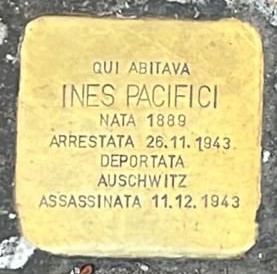 QUI ABITAVA
INES PACIFICI
NATA 1889
ARRESTATA 26.11.1943
DEPORTATA
AUSCHWITZ
ASSASSINATA 11.12.1943